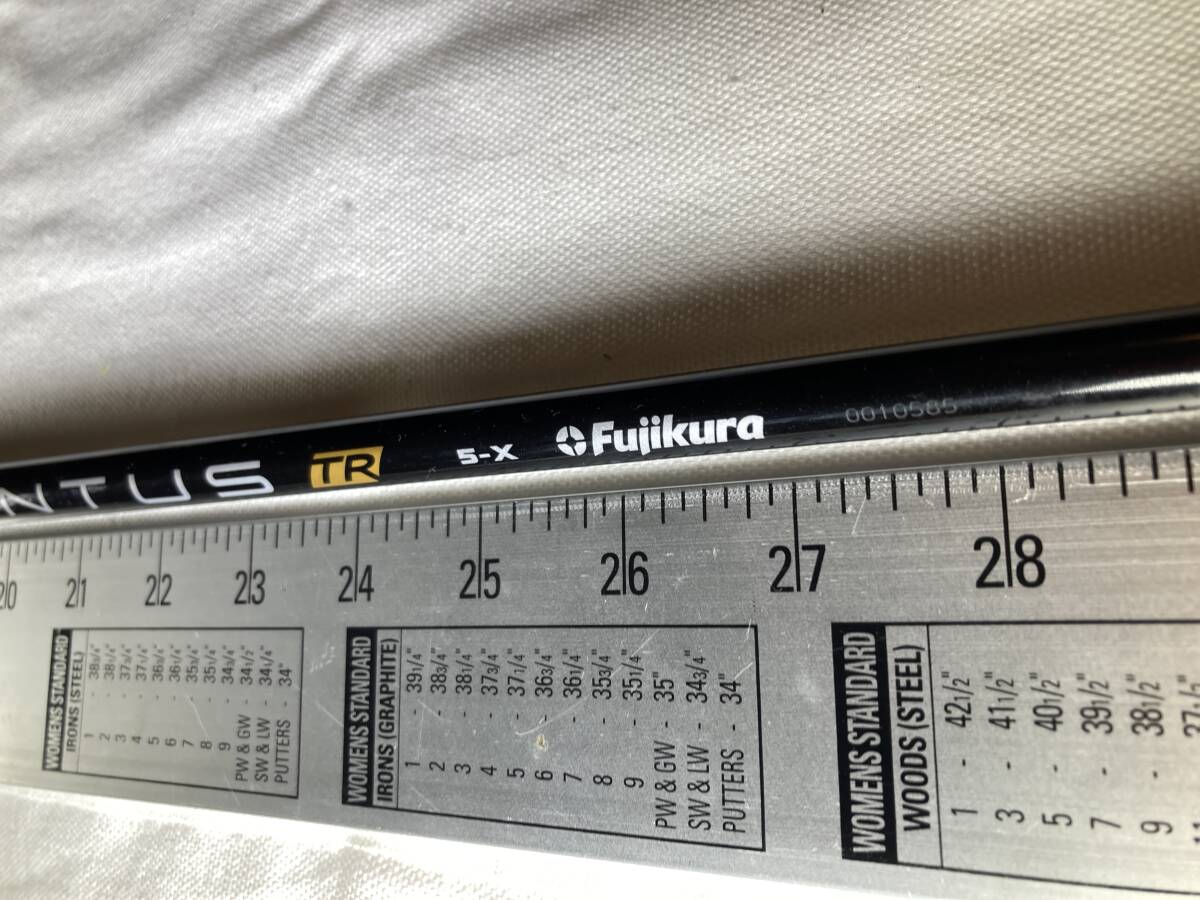 NTUS TR 5-X Fujikura 0010585
20 21 22 23 24 25 26 27 28
WOMENS STANDARD
IRONS (STEEL)
1 - 38 3/4"
2 - 38 1/4"
3 - 37 3/4"
4 - 37 1/4"
5 - 36 3/4"
6 - 36 1/4"
7 - 35 3/4"
8 - 35 1/4"
9 - 34 3/4"
PW & GW - 34 1/2"
SW & LW - 34 1/4"
PUTTERS - 34"
WOMENS STANDARD
IRONS (GRAPHITE)
1 - 39 1/4"
2 - 38 3/4"
3 - 38 1/4"
4 - 37 3/4"
5 - 37 1/4"
6 - 36 3/4"
7 - 36 1/4"
8 - 35 3/4"
9 - 35 1/4"
PW & GW - 35"
SW & LW - 34 3/4"
PUTTERS - 34"
WOMENS STANDARD
WOODS (STEEL)
1 - 42 1/2"
3 - 41 1/2"
5 - 40 1/2"
7 - 39 1/2"
9 - 38 1/2"